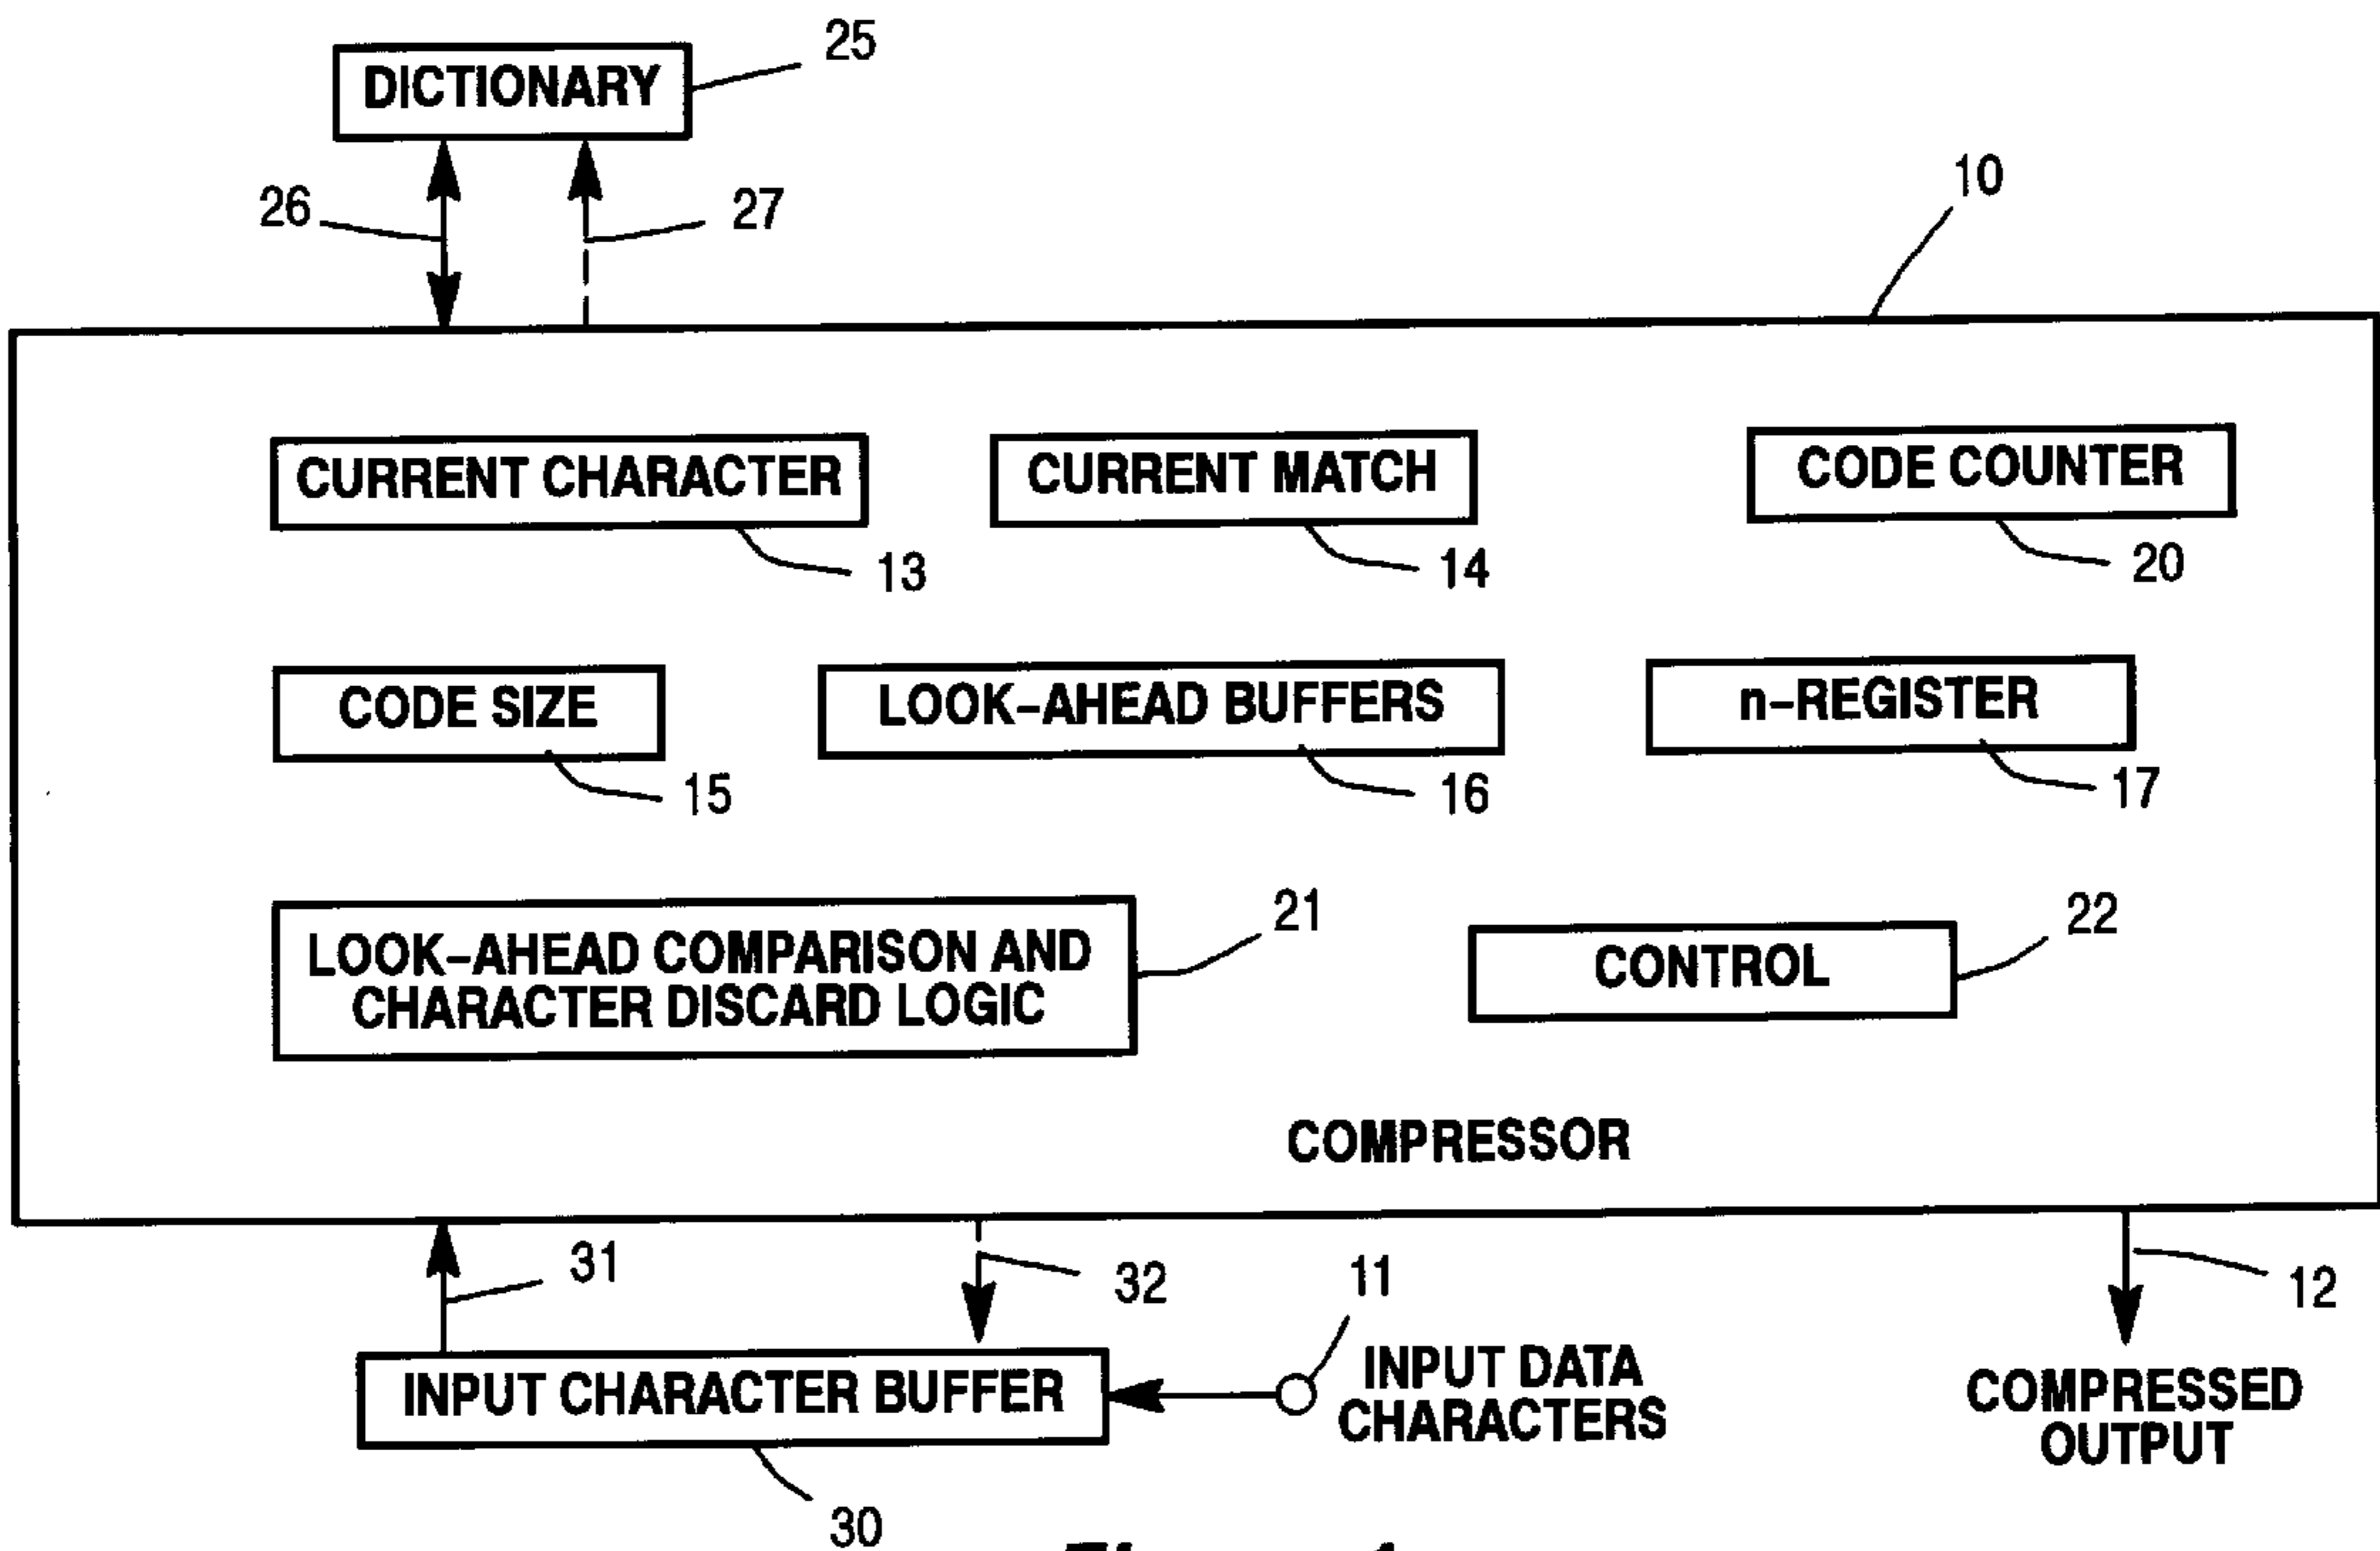 25
DICTIONARY
26
27
10
CURRENT CHARACTER
CURRENT MATCH
CODE COUNTER
13
14
20
CODE SIZE
LOOK–AHEAD BUFFERS
n–REGISTER
15
16
17
LOOK–AHEAD COMPARISON AND
CHARACTER DISCARD LOGIC
21
CONTROL
22
COMPRESSOR
31
32
11
12
INPUT CHARACTER BUFFER
INPUT DATA
CHARACTERS
COMPRESSED
OUTPUT
30